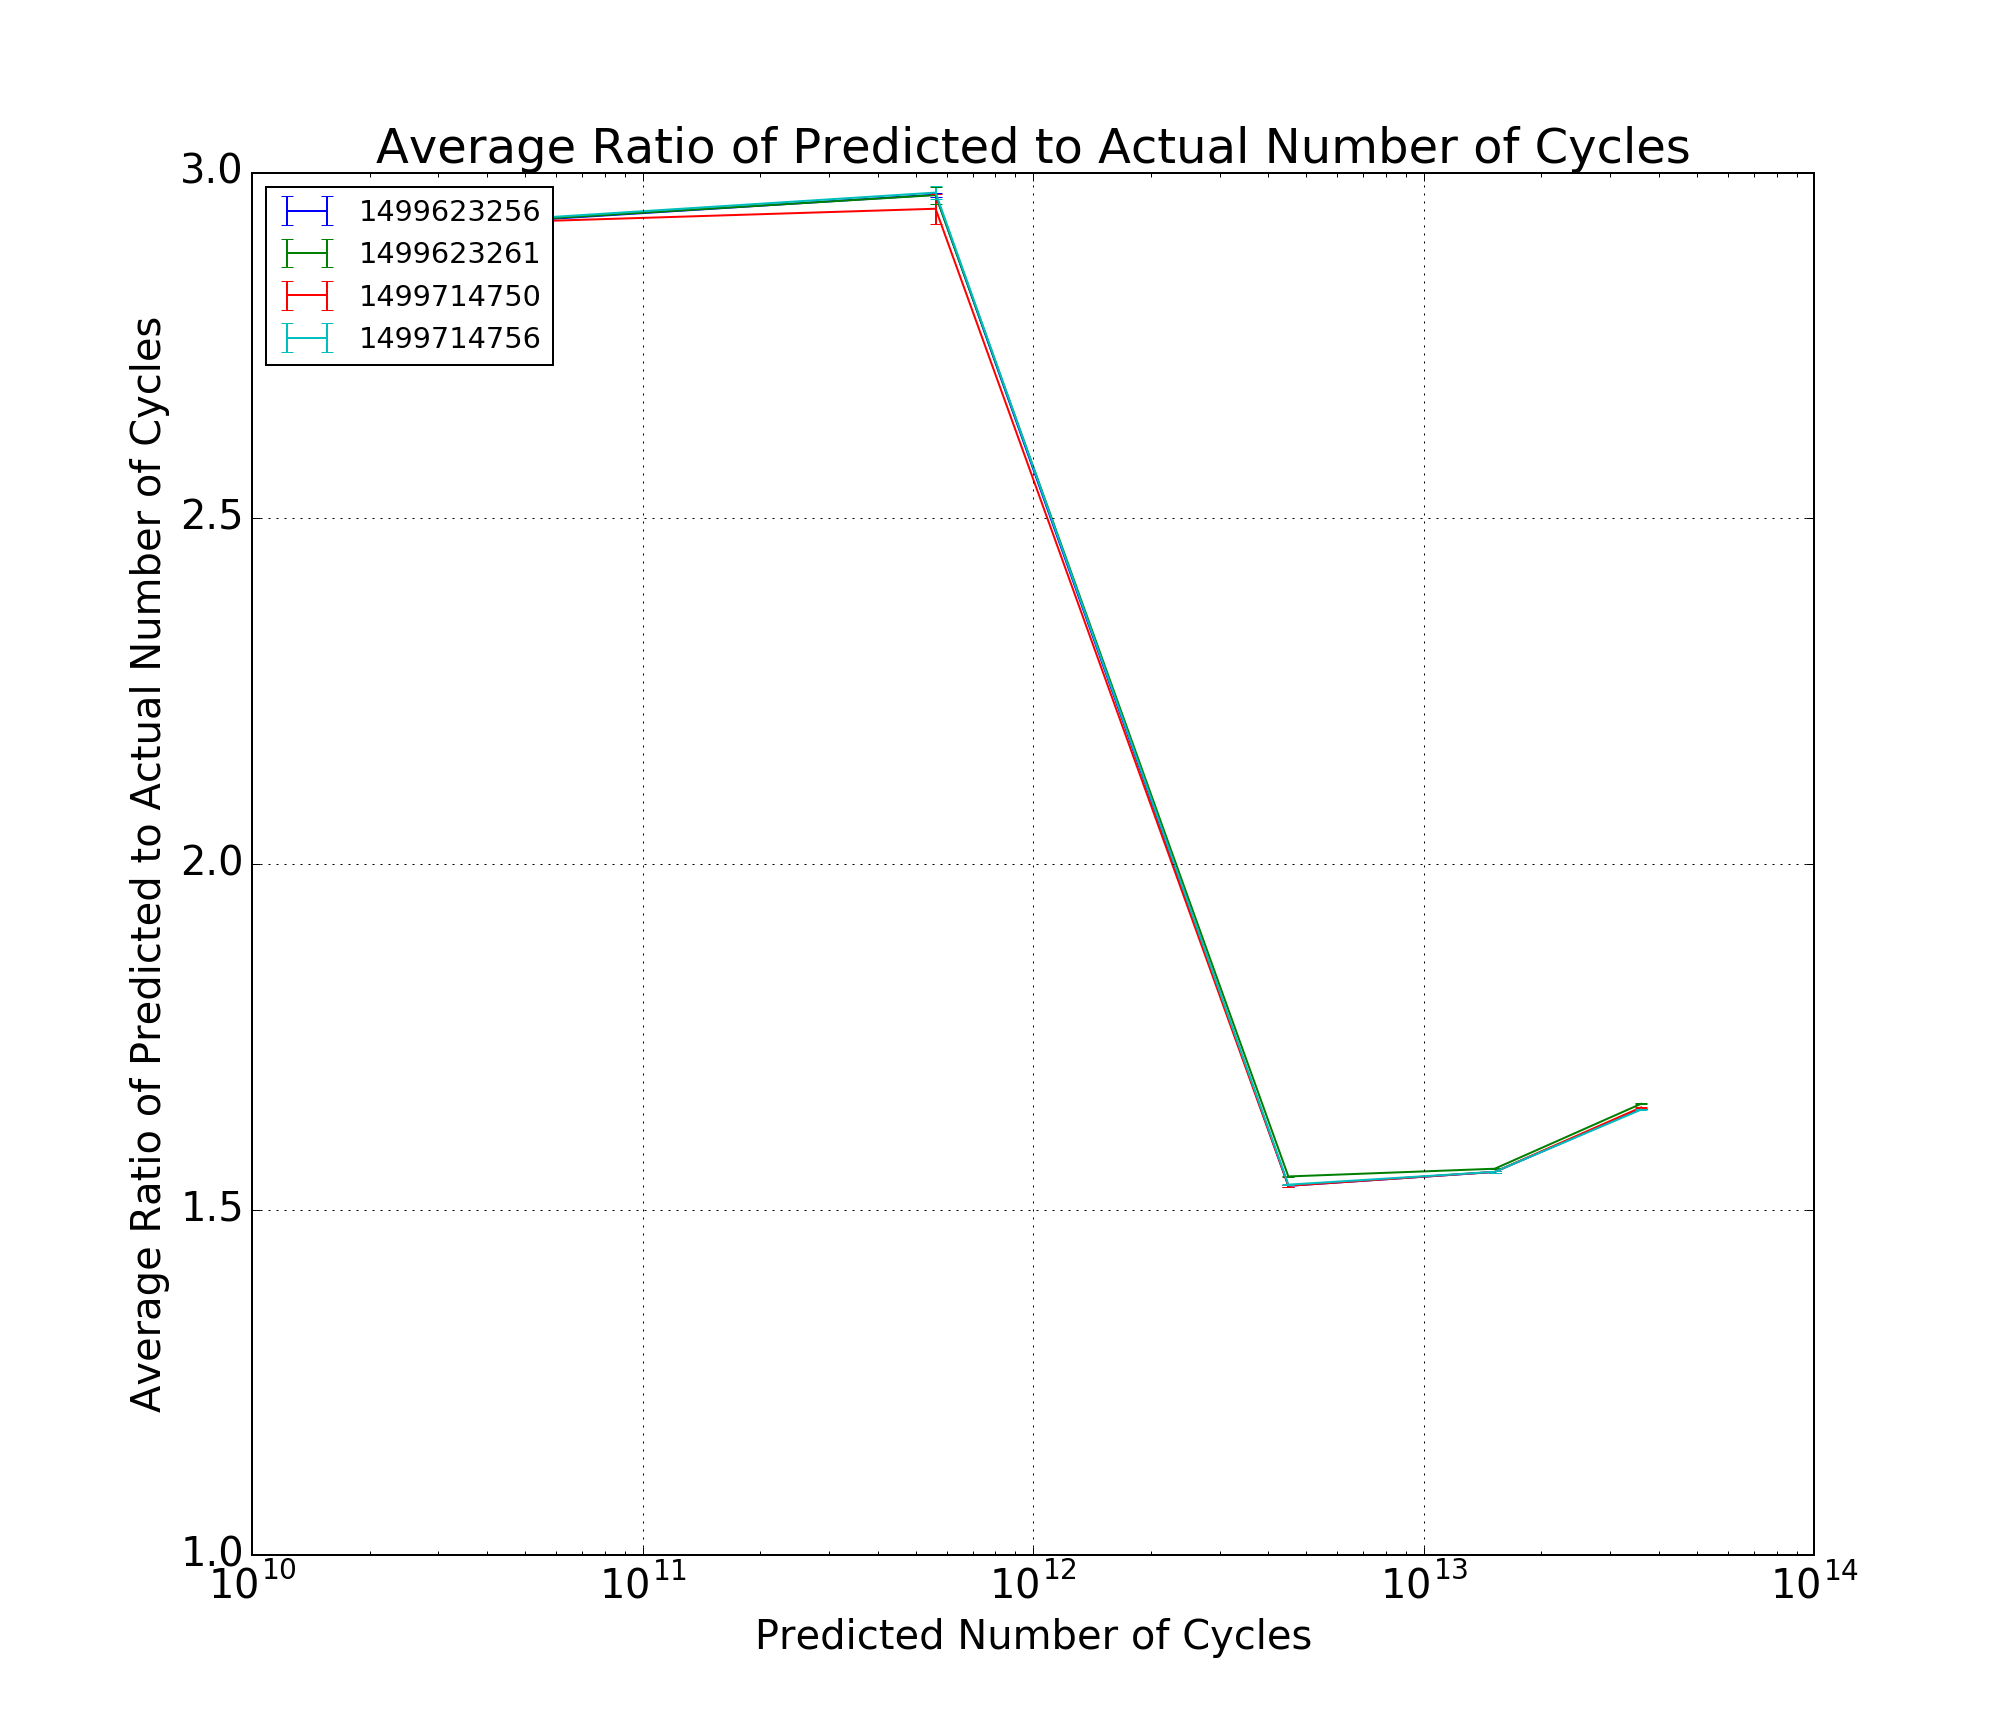 Average Ratio of Predicted to Actual Number of Cycles
3.0
2.5
2.0
1.5
1.0
Average Ratio of Predicted to Actual Number of Cycles
1499623256
1499623261
1499714750
1499714756
10^10 10^11 10^12 10^13 10^14
Predicted Number of Cycles